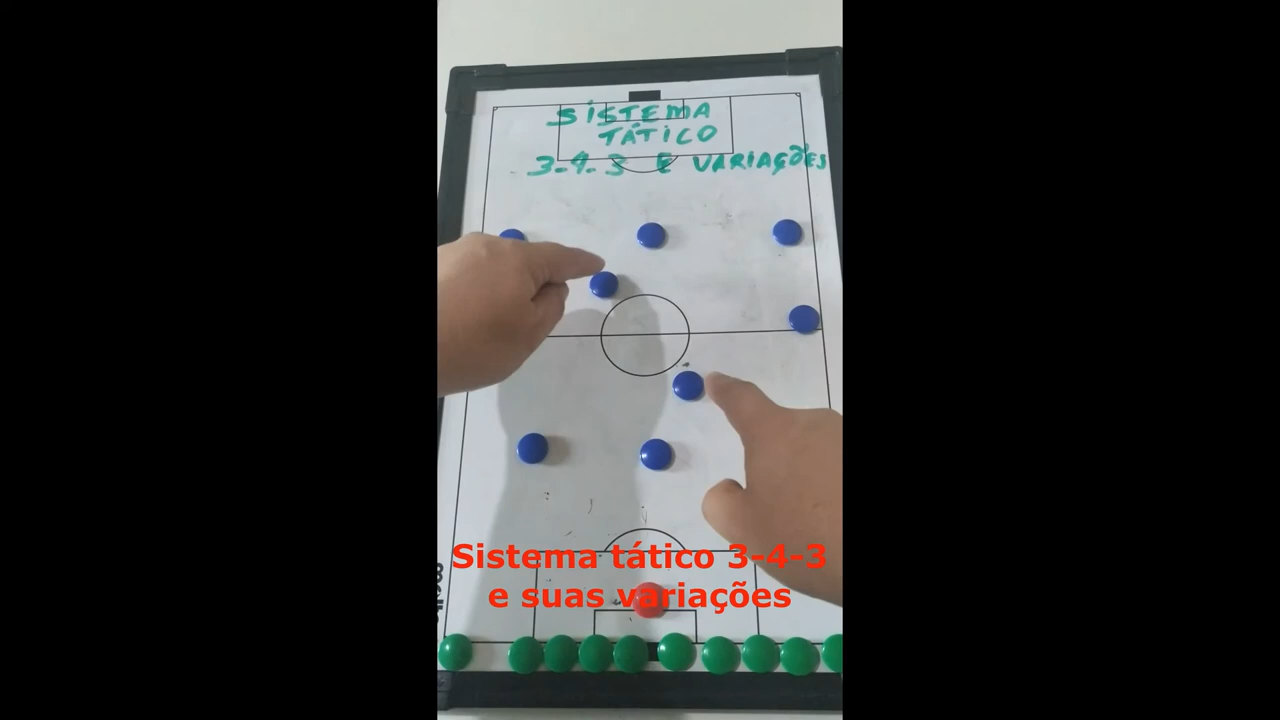 SISTEMA
TÁTICO
3-4-3 E VARIAÇÕES
Sistema tático 3-4-3
e suas variações